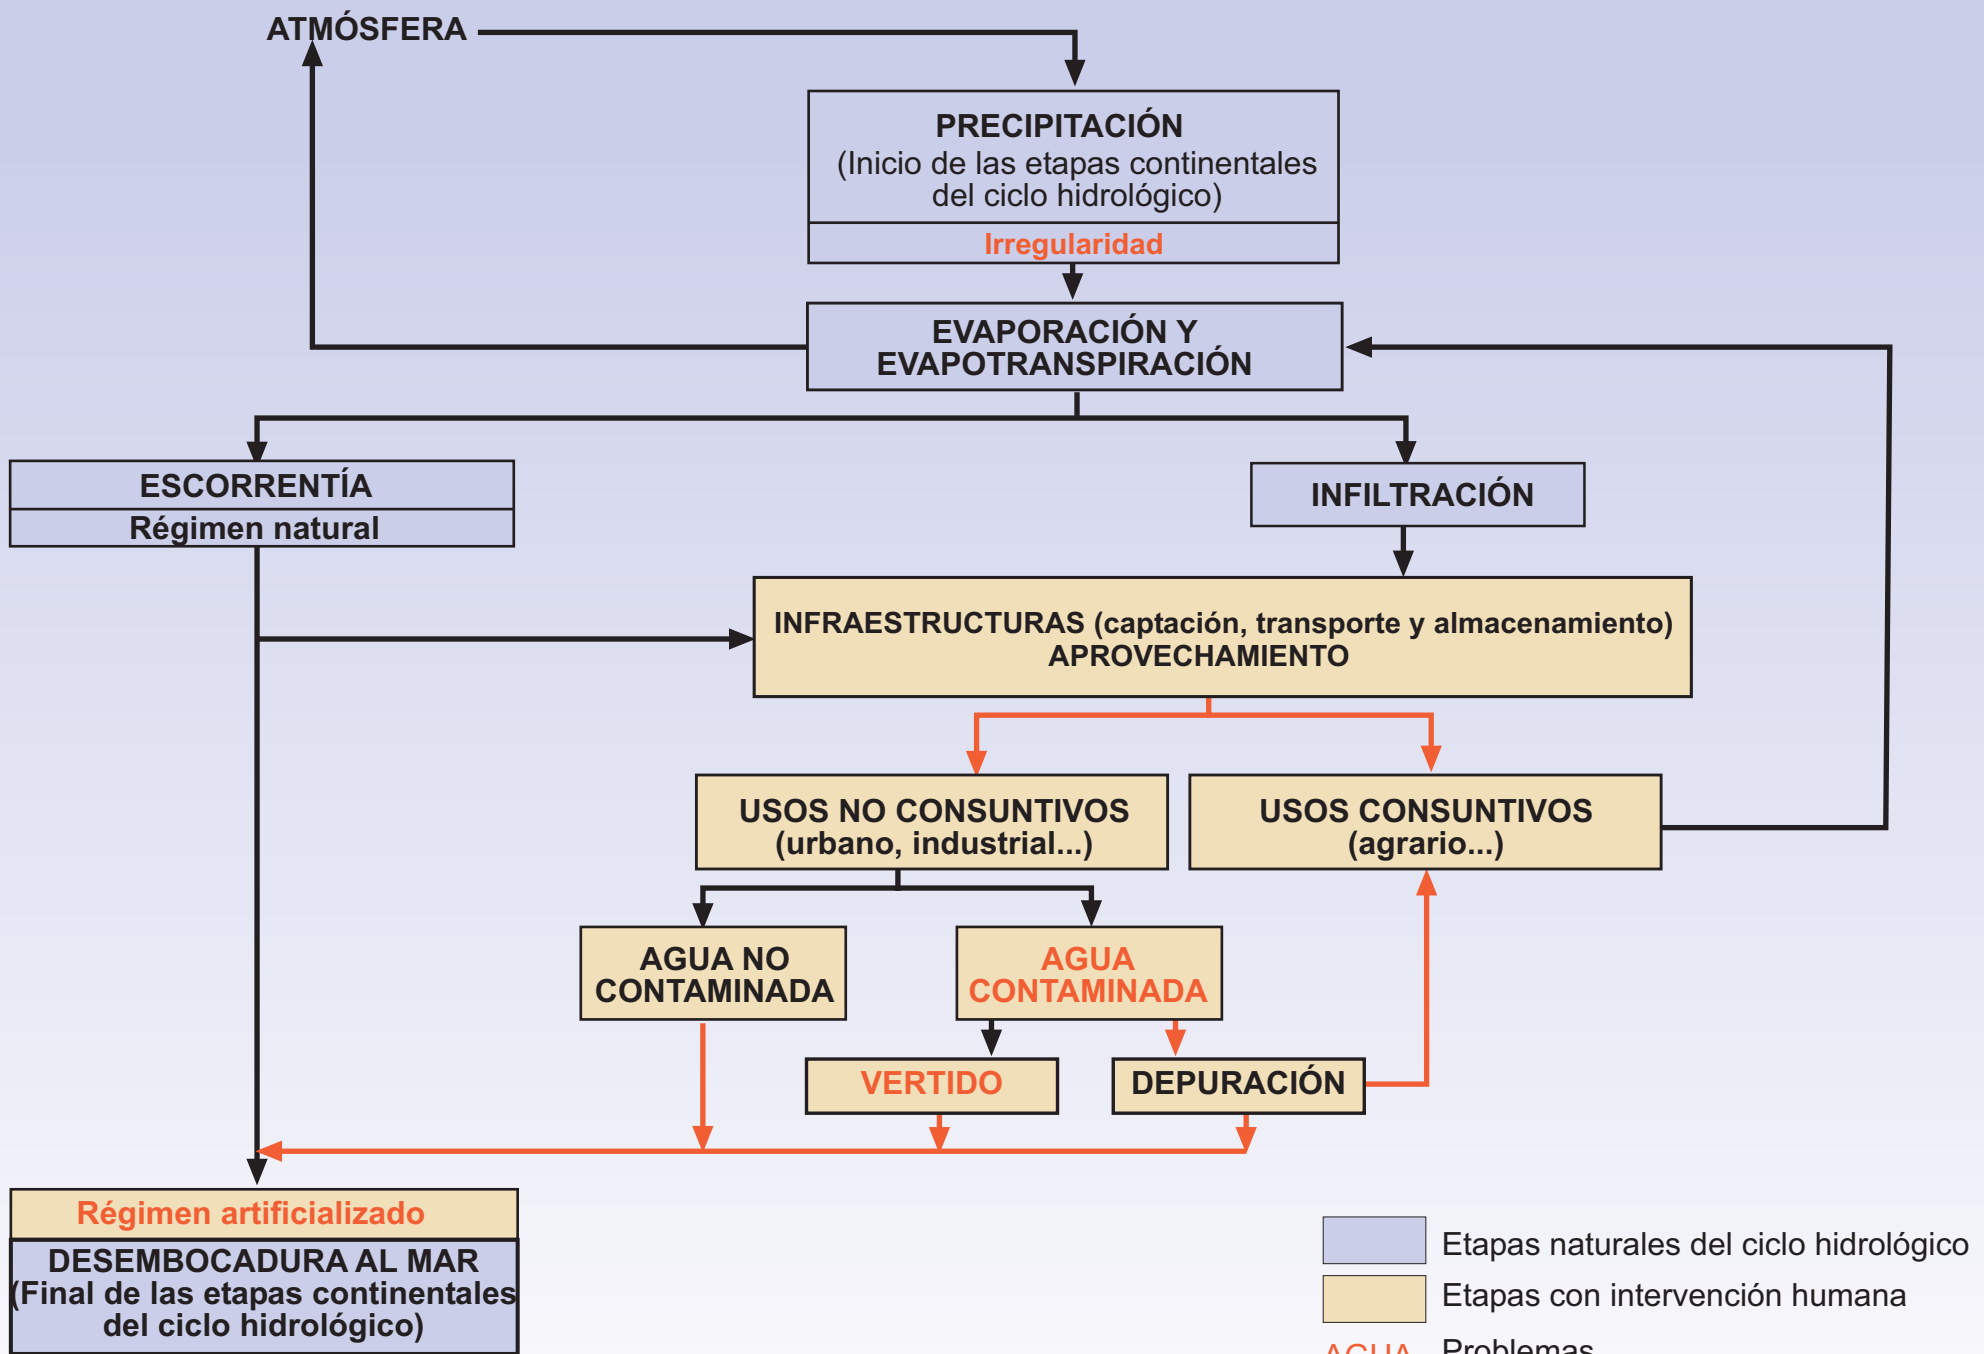 ATMÓSFERA
PRECIPITACIÓN
(Inicio de las etapas continentales
del ciclo hidrológico)
Irregularidad
EVAPORACIÓN Y
EVAPOTRANSPIRACIÓN
ESCORRENTÍA
Régimen natural
INFILTRACIÓN
INFRAESTRUCTURAS (captación, transporte y almacenamiento)
APROVECHAMIENTO
USOS NO CONSUNTIVOS
(urbano, industrial...)
USOS CONSUNTIVOS
(agrario...)
AGUA NO
CONTAMINADA
AGUA
CONTAMINADA
VERTIDO
DEPURACIÓN
Régimen artificializado
DESEMBOCADURA AL MAR
(Final de las etapas continentales
del ciclo hidrológico)
Etapas naturales del ciclo hidrológico
Etapas con intervención humana
AGUA Problemas